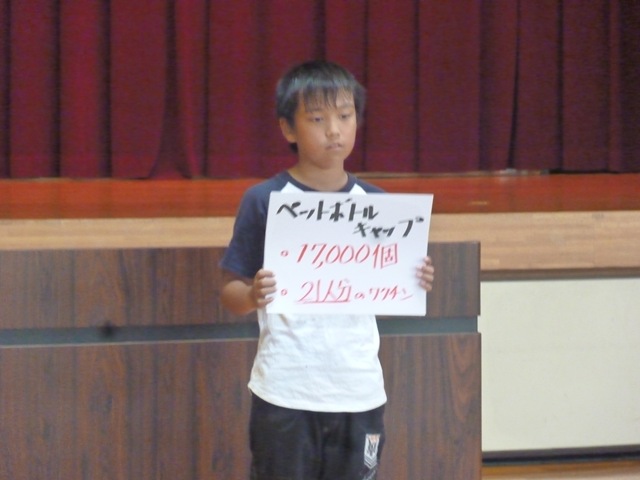 ペットボトル
キャップ
。17,000個
。21人分のワクチン